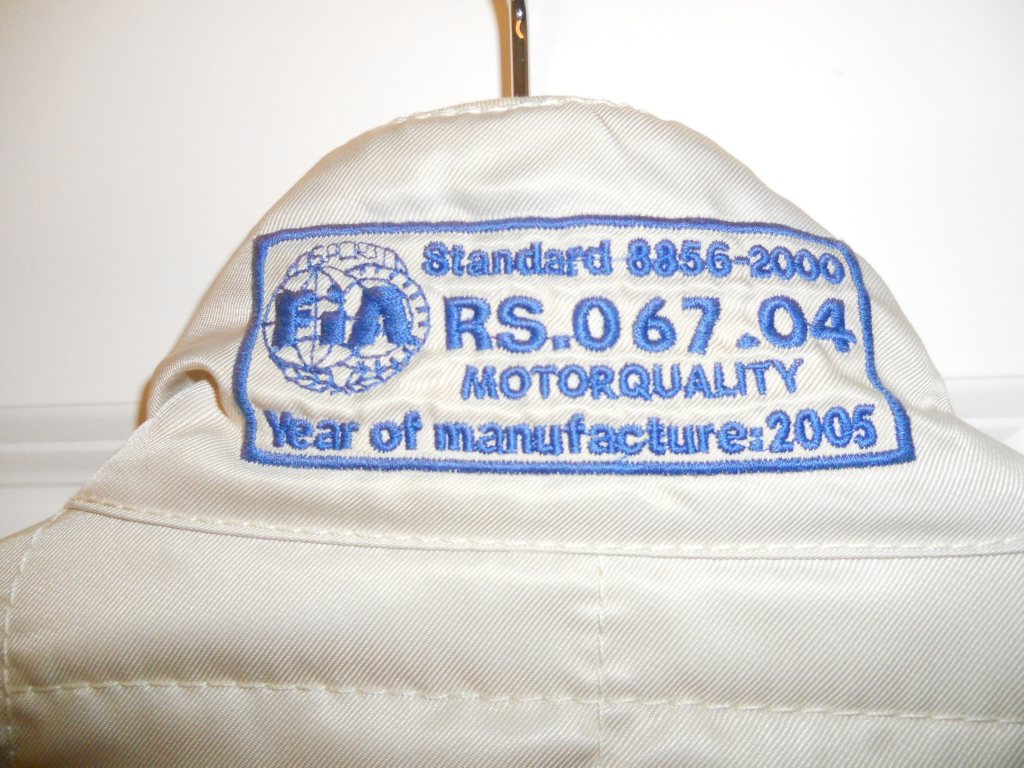 FIA
Standard 8856-2000
RS.067.04
MOTORQUALITY
Year of manufacture:2005